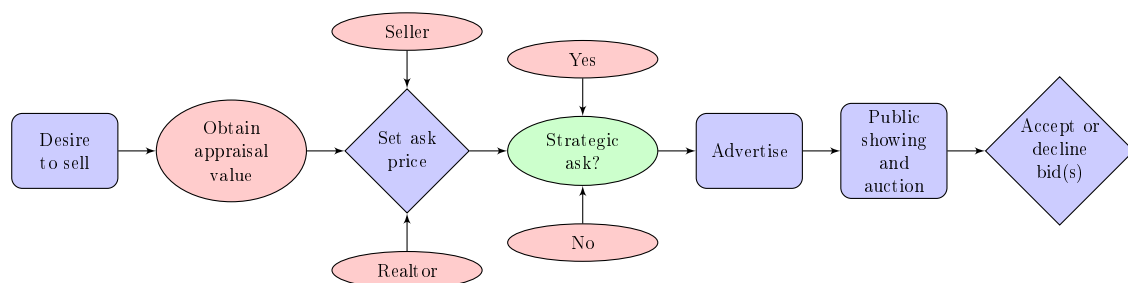 Desire
to sell
Obtain
appraisal
value
Seller
Set ask
price
Realtor
Yes
Strategic
ask?
No
Advertise
Public
showing
and
auction
Accept or
decline
bid(s)